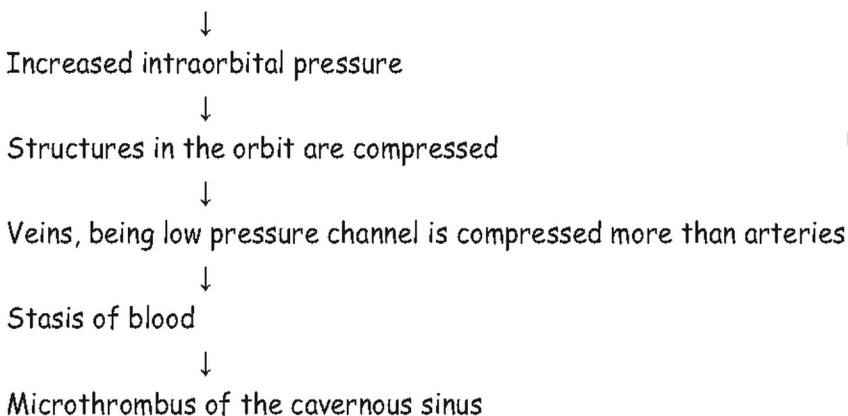 ↓
Increased intraorbital pressure
↓
Structures in the orbit are compressed
↓
Veins, being low pressure channel is compressed more than arteries
↓
Stasis of blood
↓
Microthrombus of the cavernous sinus